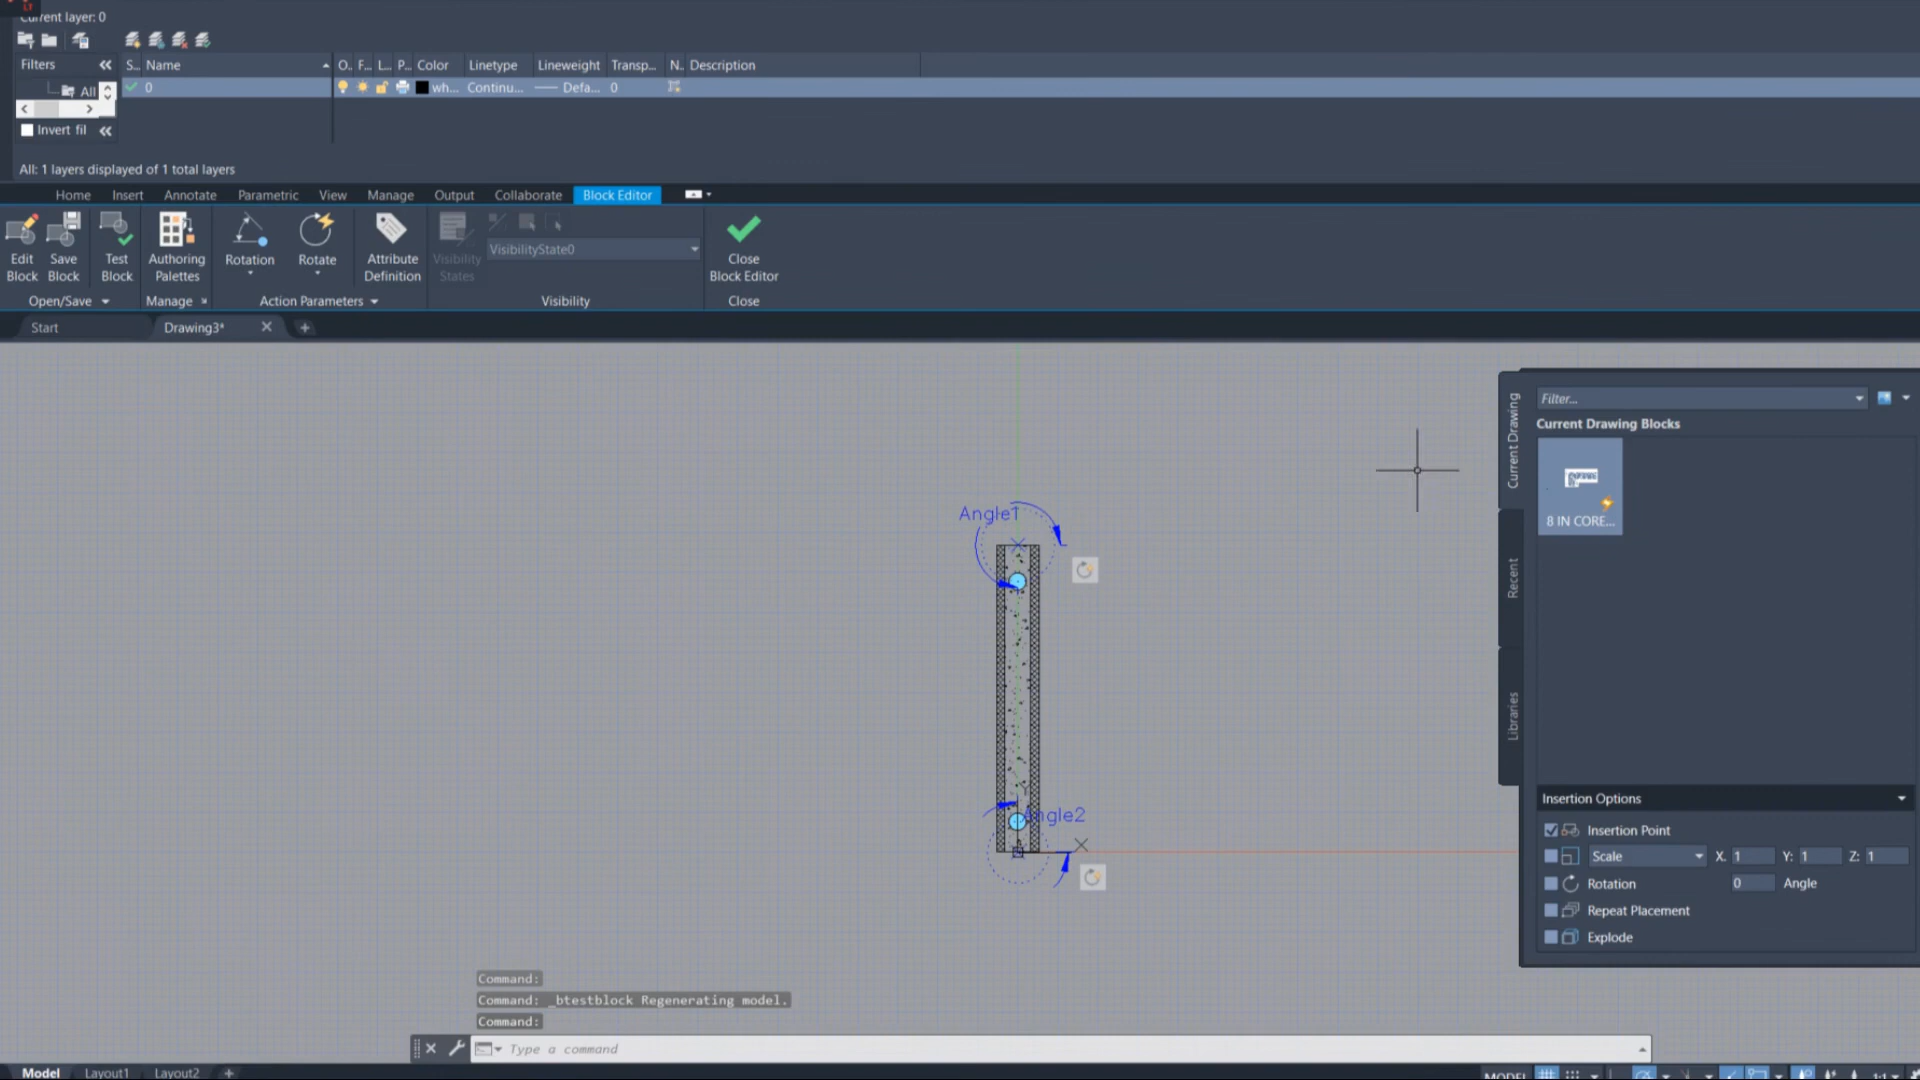 Current layer: 0
Filters
S.. Name O.. F... L... P... Color Linetype Lineweight Transp... N.. Description
All
0 wh... Continu... Defa... 0
Invert fil
All: 1 layers displayed of 1 total layers
Home Insert Annotate Parametric View Manage Output Collaborate Block Editor
VisibilityState0
Edit Block
Save Block
Test Block
Authoring Palettes
Rotation
Rotate
Attribute Definition
Visibility States
Close Block Editor
Open/Save Manage Action Parameters Visibility Close
Start Drawing3*
Current Drawing
Recent
Libraries
Filter...
Current Drawing Blocks
8 IN CORE...
Angle1
Angle2
Insertion Options
Insertion Point
Scale X: 1 Y: 1 Z: 1
Rotation 0 Angle
Repeat Placement
Explode
Command:
Command: _btestblock Regenerating model.
Command:
Type a command
Model Layout1 Layout2
MODEL 1:1